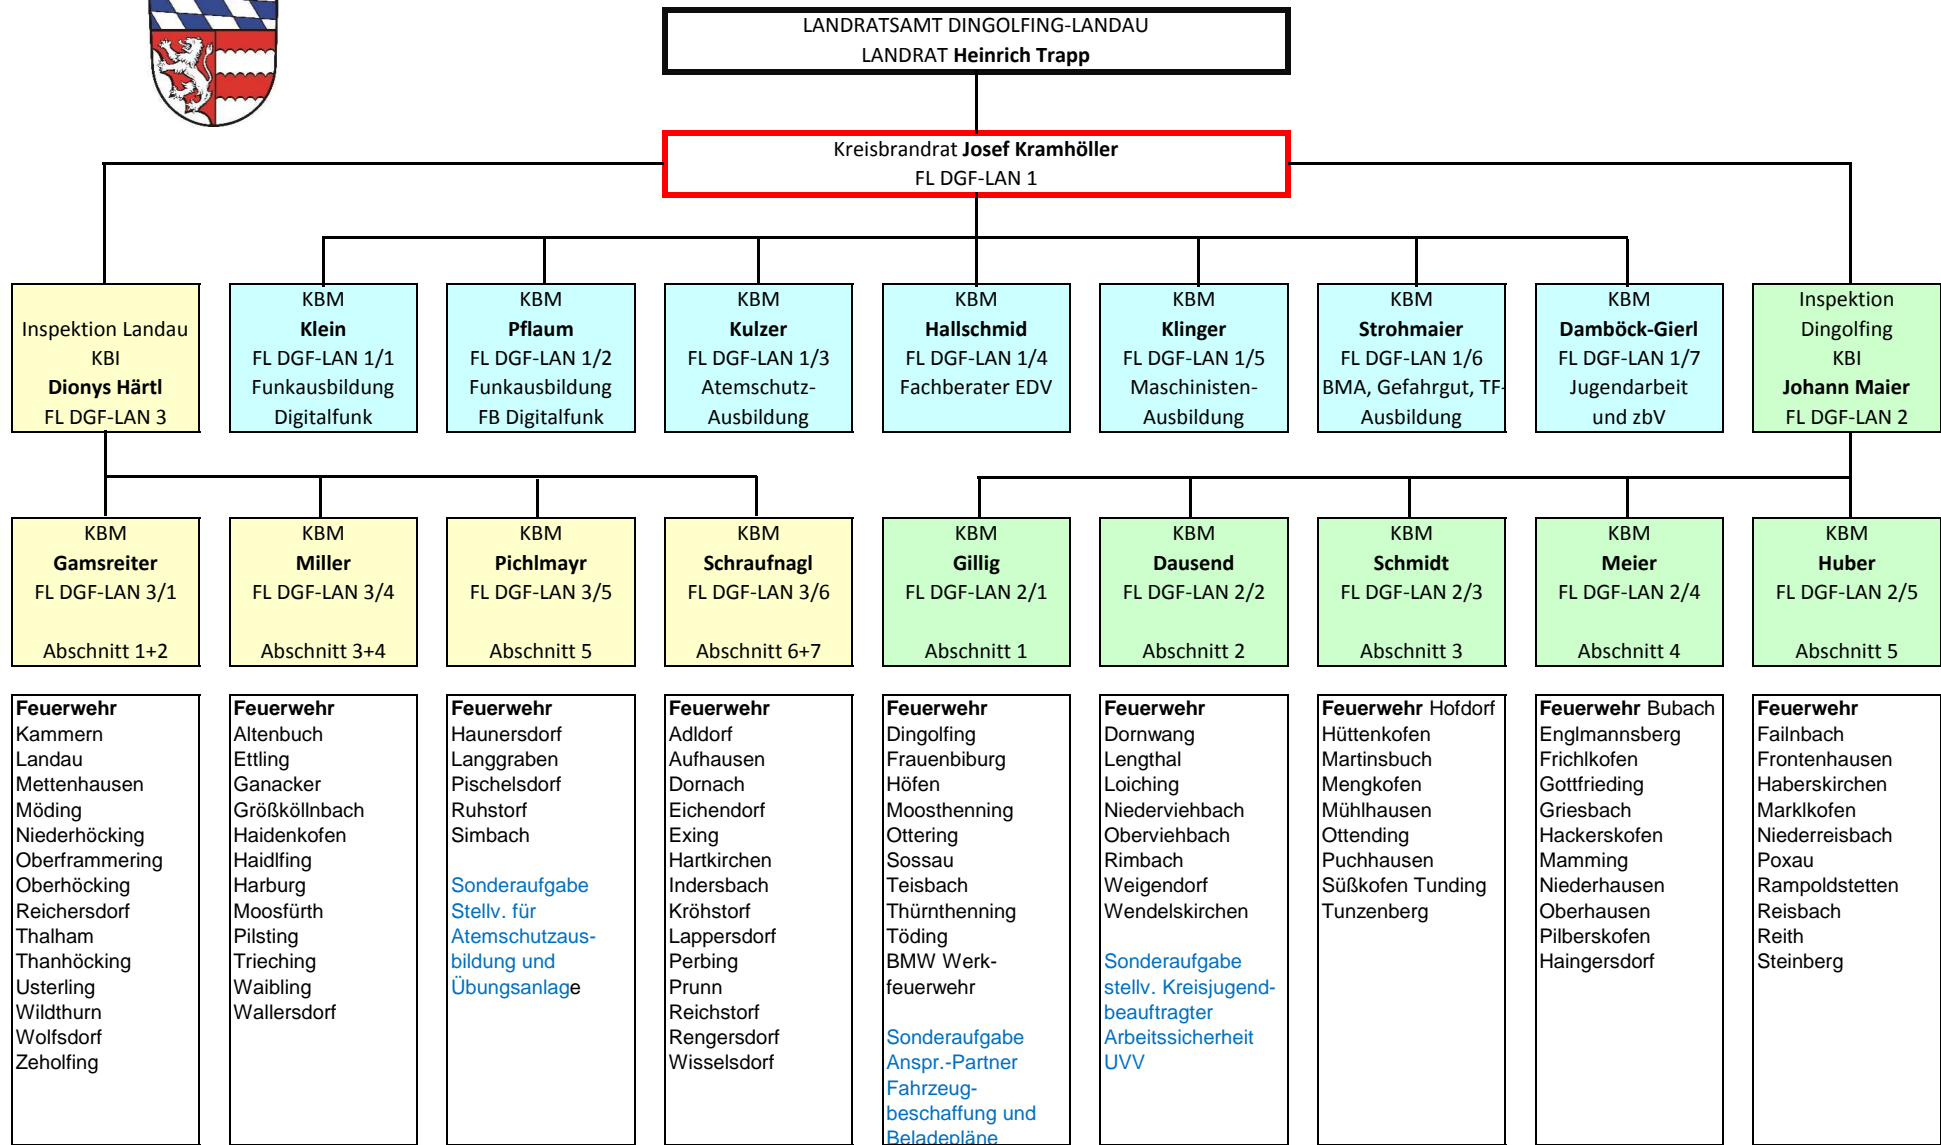 LANDRATSAMT DINGOLFING-LANDAU
LANDRAT Heinrich Trapp
Kreisbrandrat Josef Kramhöller
FL DGF-LAN 1
Inspektion Landau
KBI
Dionys Härtl
FL DGF-LAN 3
KBM
Klein
FL DGF-LAN 1/1
Funkausbildung
Digitalfunk
KBM
Pflaum
FL DGF-LAN 1/2
Funkausbildung
FB Digitalfunk
KBM
Kulzer
FL DGF-LAN 1/3
Atemschutz-
Ausbildung
KBM
Hallschmid
FL DGF-LAN 1/4
Fachberater EDV
KBM
Klinger
FL DGF-LAN 1/5
Maschinisten-
Ausbildung
KBM
Strohmaier
FL DGF-LAN 1/6
BMA, Gefahrgut, TF-
Ausbildung
KBM
Damböck-Gierl
FL DGF-LAN 1/7
Jugendarbeit
und zbV
Inspektion
Dingolfing
KBI
Johann Maier
FL DGF-LAN 2
KBM
Gamsreiter
FL DGF-LAN 3/1
Abschnitt 1+2
KBM
Miller
FL DGF-LAN 3/4
Abschnitt 3+4
KBM
Pichlmayr
FL DGF-LAN 3/5
Abschnitt 5
KBM
Schraufnagl
FL DGF-LAN 3/6
Abschnitt 6+7
KBM
Gillig
FL DGF-LAN 2/1
Abschnitt 1
KBM
Dausend
FL DGF-LAN 2/2
Abschnitt 2
KBM
Schmidt
FL DGF-LAN 2/3
Abschnitt 3
KBM
Meier
FL DGF-LAN 2/4
Abschnitt 4
KBM
Huber
FL DGF-LAN 2/5
Abschnitt 5
Feuerwehr
Kammern
Landau
Mettenhausen
Möding
Niederhöcking
Oberframmering
Oberhöcking
Reichersdorf
Thalham
Thanhöcking
Usterling
Wildthurn
Wolfsdorf
Zeholfing
Feuerwehr
Altenbuch
Ettling
Ganacker
Größköllnbach
Haidenkofen
Haidlfing
Harburg
Moosfürth
Pilsting
Trieching
Waibling
Wallersdorf
Feuerwehr
Haunersdorf
Langgraben
Pischelsdorf
Ruhstorf
Simbach
Sonderaufgabe
Stellv. für
Atemschutzaus-
bildung und
Übungsanlage
Feuerwehr
Adldorf
Aufhausen
Dornach
Eichendorf
Exing
Hartkirchen
Indersbach
Kröhstorf
Lappersdorf
Perbing
Prunn
Reichstorf
Rengersdorf
Wisselsdorf
Feuerwehr
Dingolfing
Frauenbiburg
Höfen
Moosthenning
Ottering
Sossau
Teisbach
Thürnthenning
Töding
BMW Werk-
feuerwehr
Sonderaufgabe
Anspr.-Partner
Fahrzeug-
beschaffung und
Beladepläne
Feuerwehr
Dornwang
Lengthal
Loiching
Niederviehbach
Oberviehbach
Rimbach
Weigendorf
Wendelskirchen
Sonderaufgabe
stellv. Kreisjugend-
beauftragter
Arbeitssicherheit
UVV
Feuerwehr Hofdorf
Hüttenkofen
Martinsbuch
Mengkofen
Mühlhausen
Ottending
Puchhausen
Süßkofen Tunding
Tunzenberg
Feuerwehr Bubach
Englmannsberg
Frichlkofen
Gottfrieding
Griesbach
Hackerskofen
Mamming
Niederhausen
Oberhausen
Pilberskofen
Haingersdorf
Feuerwehr
Failnbach
Frontenhausen
Haberskirchen
Marklkofen
Niederreisbach
Poxau
Rampoldstetten
Reisbach
Reith
Steinberg